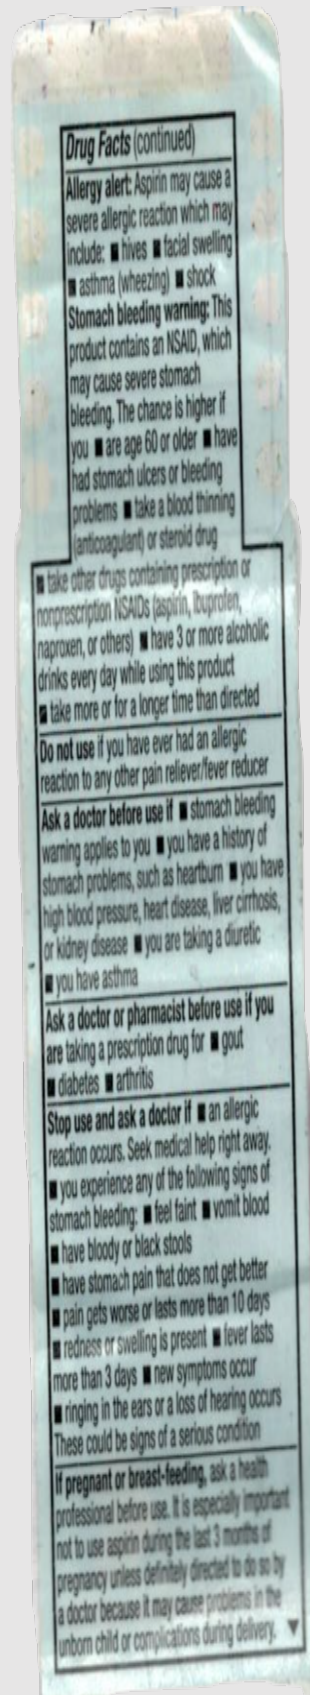 Drug Facts (continued)
Allergy alert: Aspirin may cause a
severe allergic reaction which may
include: ■ hives ■ facial swelling
■ asthma (wheezing) ■ shock
Stomach bleeding warning: This
product contains an NSAID, which
may cause severe stomach
bleeding. The chance is higher if
you ■ are age 60 or older ■ have
had stomach ulcers or bleeding
problems ■ take a blood thinning
(anticoagulant) or steroid drug
■ take other drugs containing prescription or
nonprescription NSAIDs (aspirin, ibuprofen,
naproxen, or others) ■ have 3 or more alcoholic
drinks every day while using this product
■ take more or for a longer time than directed
Do not use if you have ever had an allergic
reaction to any other pain reliever/fever reducer
Ask a doctor before use if ■ stomach bleeding
warning applies to you ■ you have a history of
stomach problems, such as heartburn ■ you have
high blood pressure, heart disease, liver cirrhosis,
or kidney disease ■ you are taking a diuretic
■ you have asthma
Ask a doctor or pharmacist before use if you
are taking a prescription drug for ■ gout
■ diabetes ■ arthritis
Stop use and ask a doctor if ■ an allergic
reaction occurs. Seek medical help right away.
■ you experience any of the following signs of
stomach bleeding: ■ feel faint ■ vomit blood
■ have bloody or black stools
■ have stomach pain that does not get better
■ pain gets worse or lasts more than 10 days
■ redness or swelling is present ■ fever lasts
more than 3 days ■ new symptoms occur
■ ringing in the ears or a loss of hearing occurs
These could be signs of a serious condition
If pregnant or breast-feeding, ask a health
professional before use. It is especially important
not to use aspirin during the last 3 months of
pregnancy unless definitely directed to do so by
a doctor because it may cause problems in the
unborn child or complications during delivery. ▼